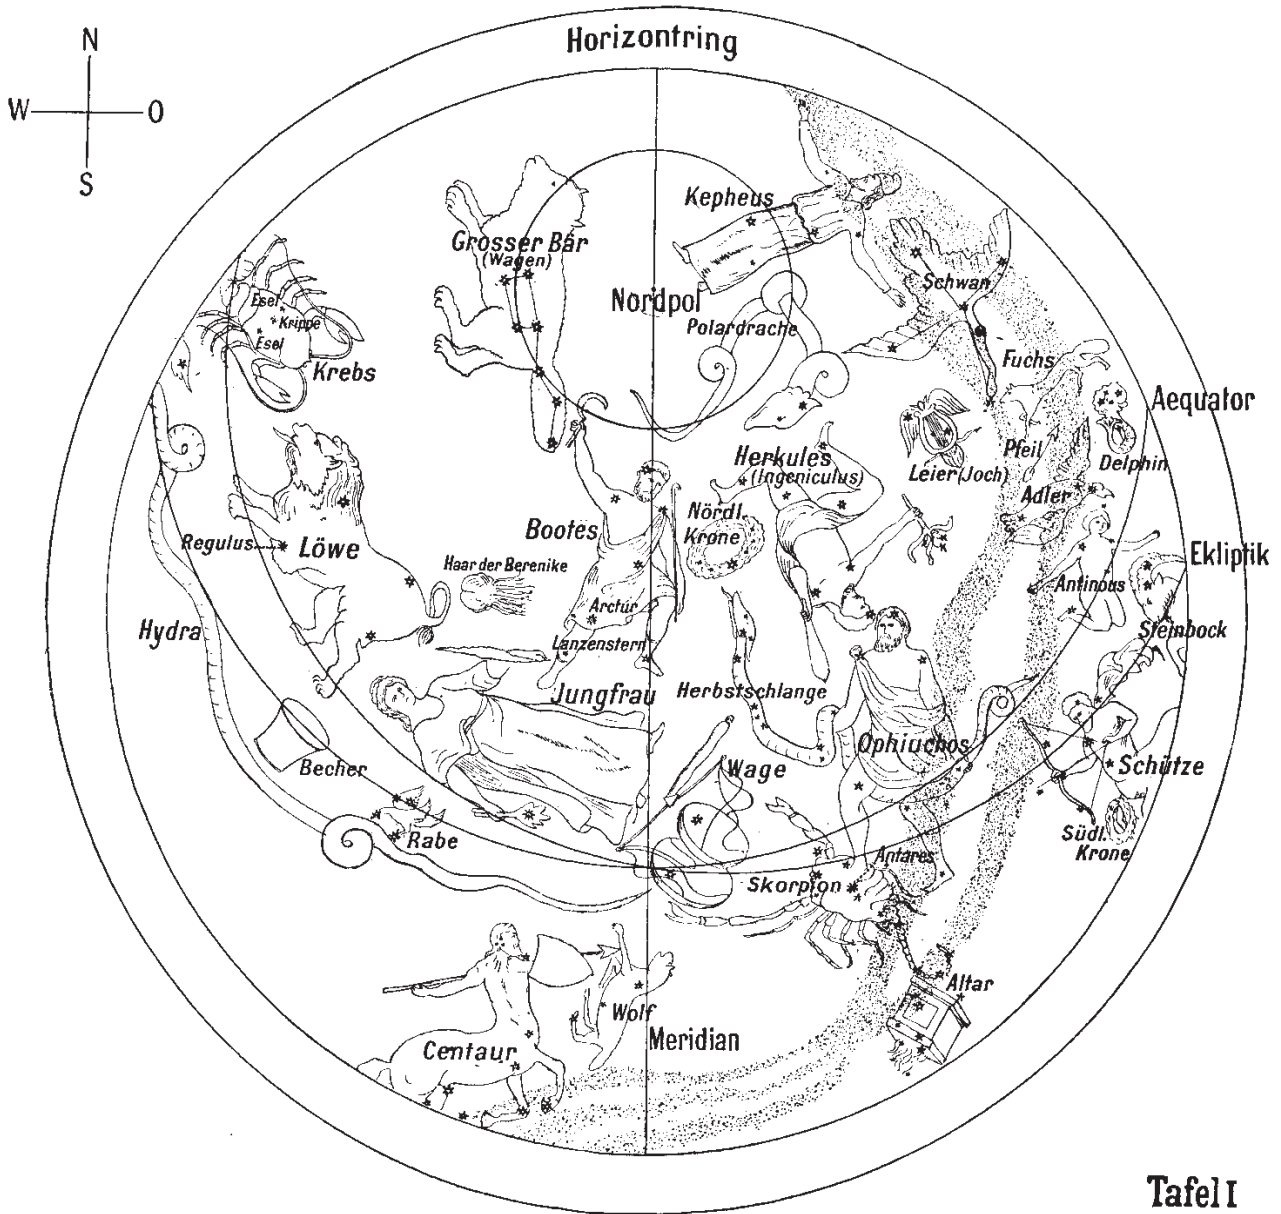 Horizontring
N
W O
S
Kepheus
Grosser Bär
(Wagen)
Nordpol
Schwan
Polardrache
Esel
Krippe
Esel
Krebs
Fuchs
Aequator
Herkules
(Ingeniculus)
Leier (Joch)
Pfeil
Delphin
Adler
Nördl.
Krone
Bootes
Regulus
Löwe
Haar der Berenike
Ekliptik
Antinous
Arctur
Steinbock
Hydra
Lanzenstern
Jungfrau
Herbstschlange
Ophiuchos
Becher
Wage
Schütze
Rabe
Südl.
Krone
Antares
Skorpion
Altar
Wolf
Meridian
Centaur
Tafel I